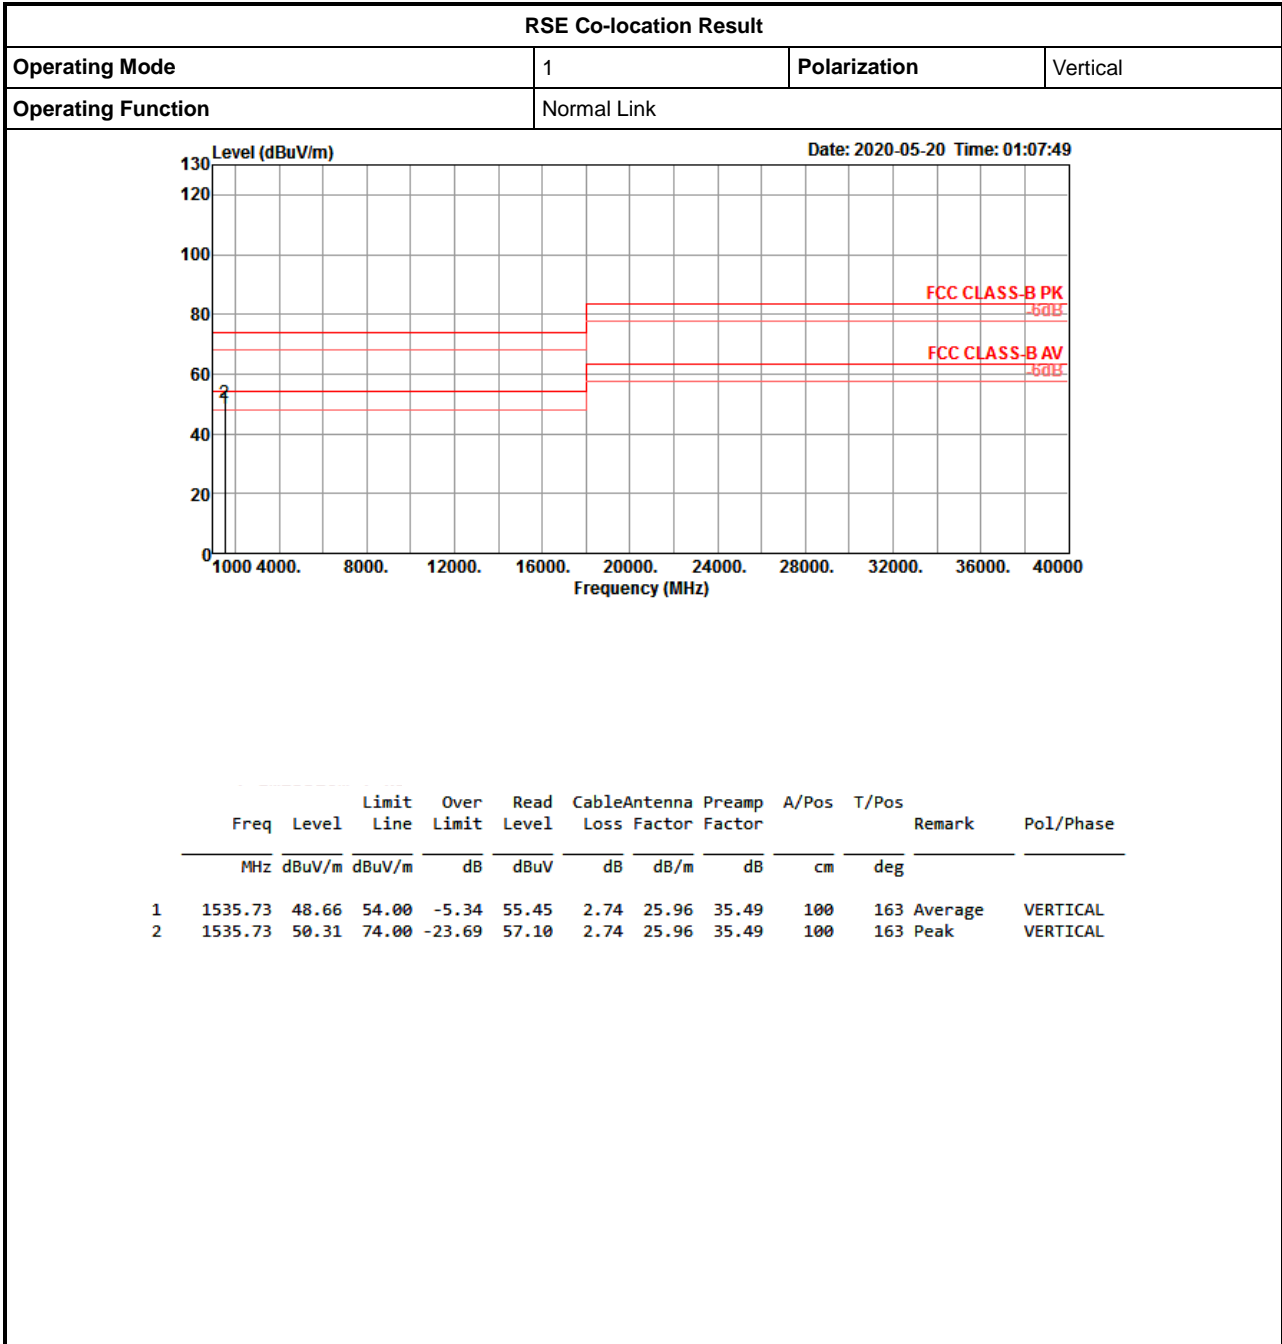 RSE Co-location Result
Operating Mode 1 Polarization Vertical
Operating Function Normal Link
Level (dBuV/m) Date: 2020-05-20 Time: 01:07:49
130
120
100
FCC CLASS-B PK
80 -6dB
FCC CLASS-B AV
60 -6dB
2
40
20
0
1000 4000. 8000. 12000. 16000. 20000. 24000. 28000. 32000. 36000. 40000
Frequency (MHz)
Limit Over Read CableAntenna Preamp A/Pos T/Pos
Freq Level Line Limit Level Loss Factor Factor Remark Pol/Phase
MHz dBuV/m dBuV/m dB dBuV dB dB/m dB cm deg
1 1535.73 48.66 54.00 -5.34 55.45 2.74 25.96 35.49 100 163 Average VERTICAL
2 1535.73 50.31 74.00 -23.69 57.10 2.74 25.96 35.49 100 163 Peak VERTICAL